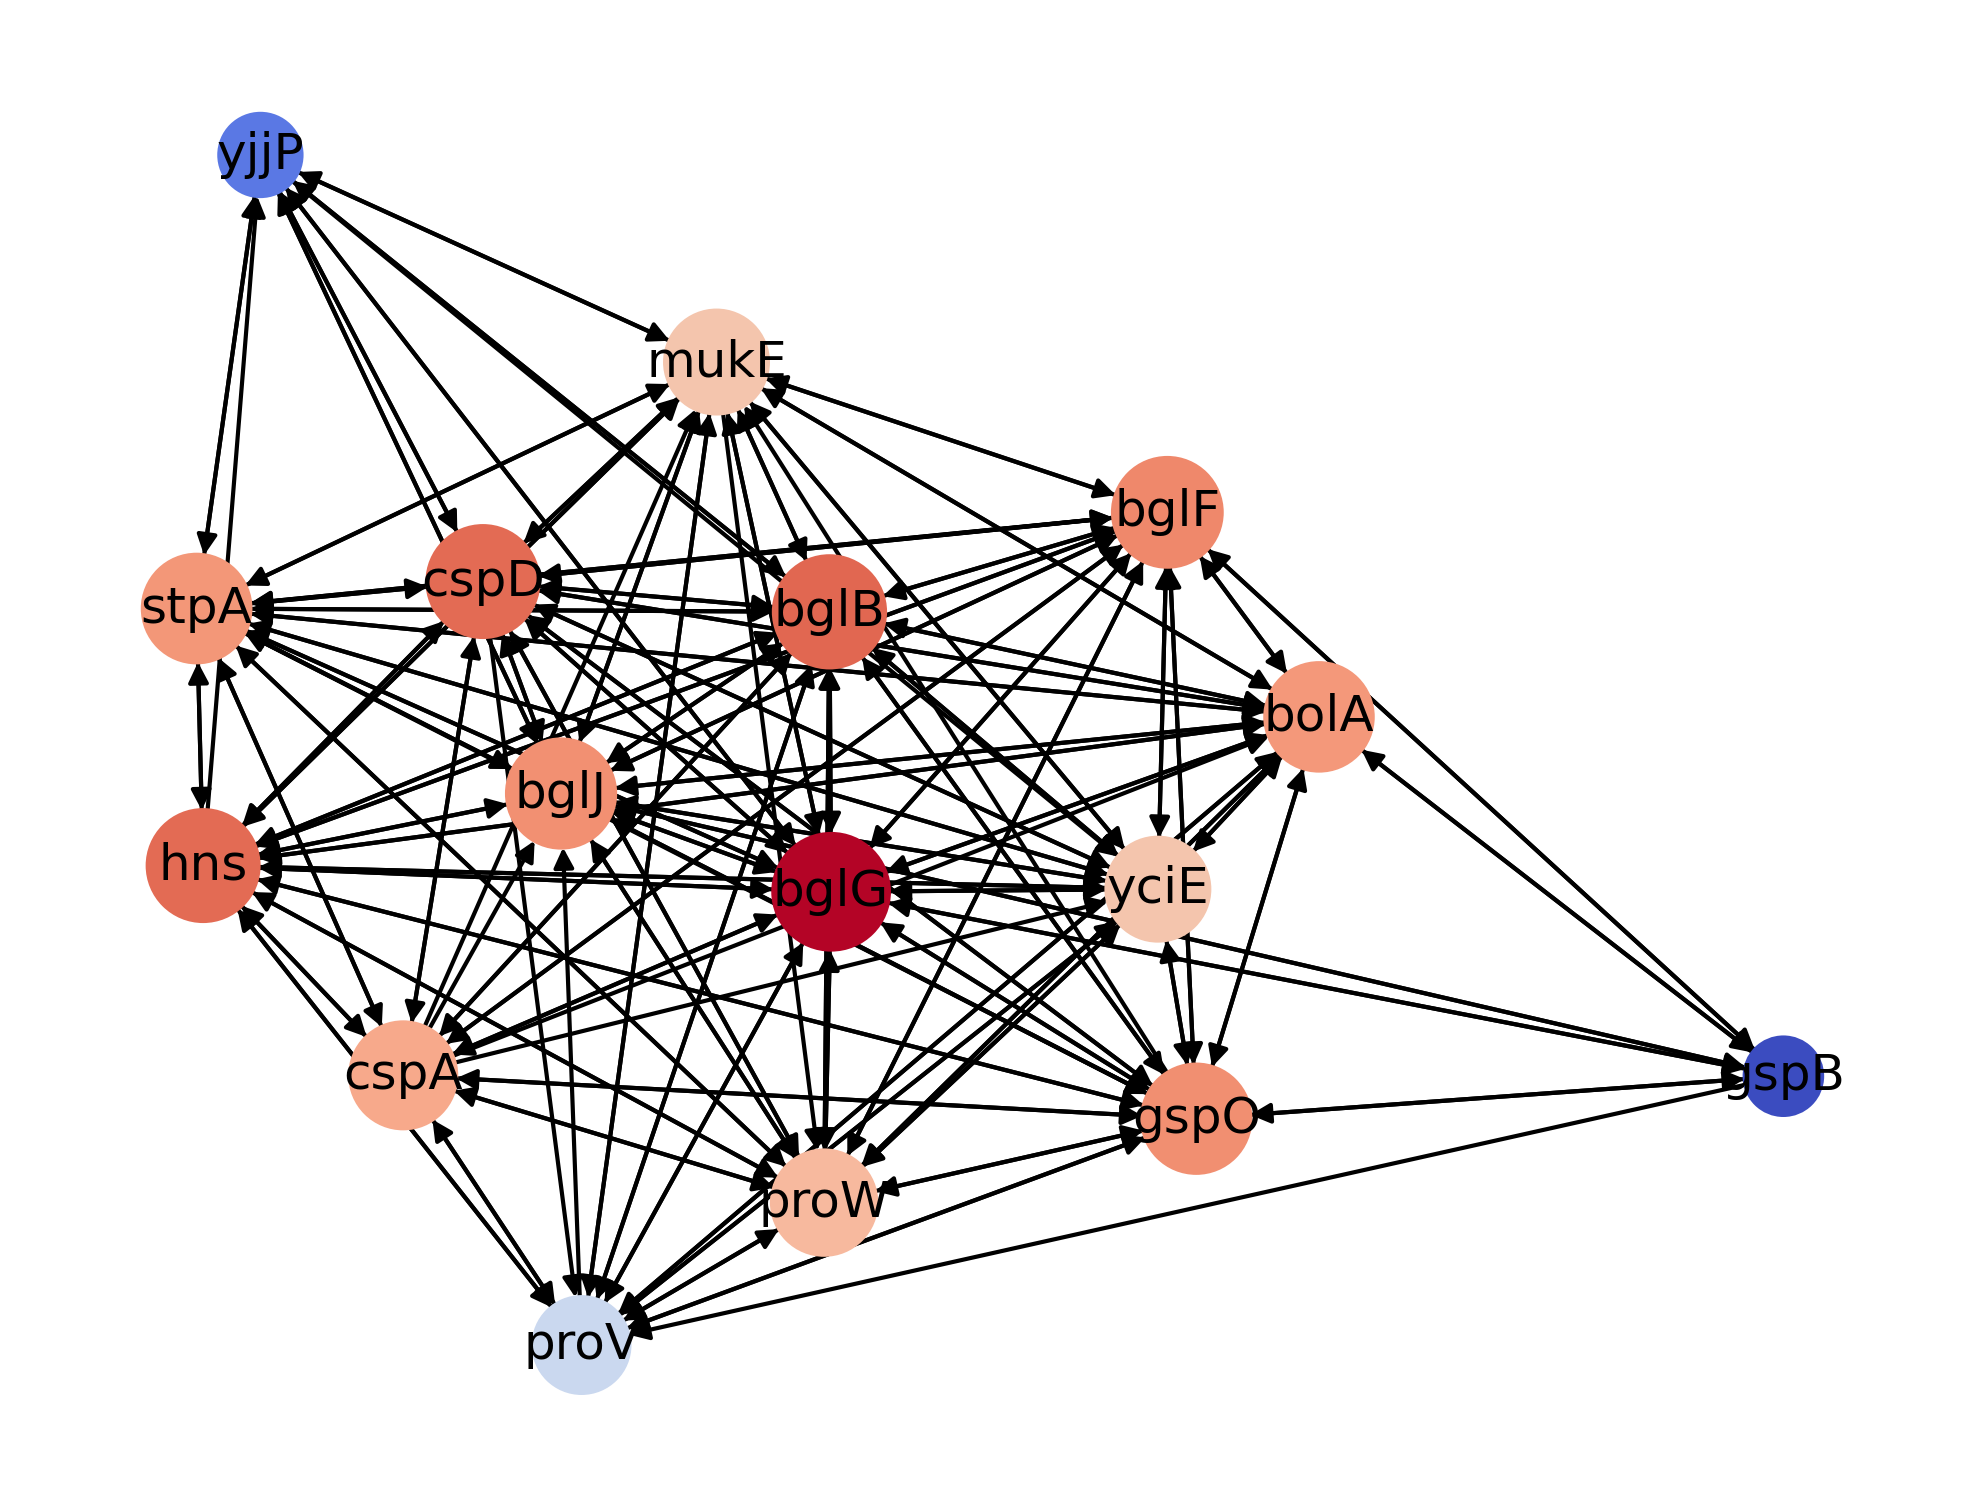 yjjP
mukE
bglF
cspD
stpA
bglB
bolA
bglJ
hns
bglG
yciE
cspA
gspB
gspO
proW
proV